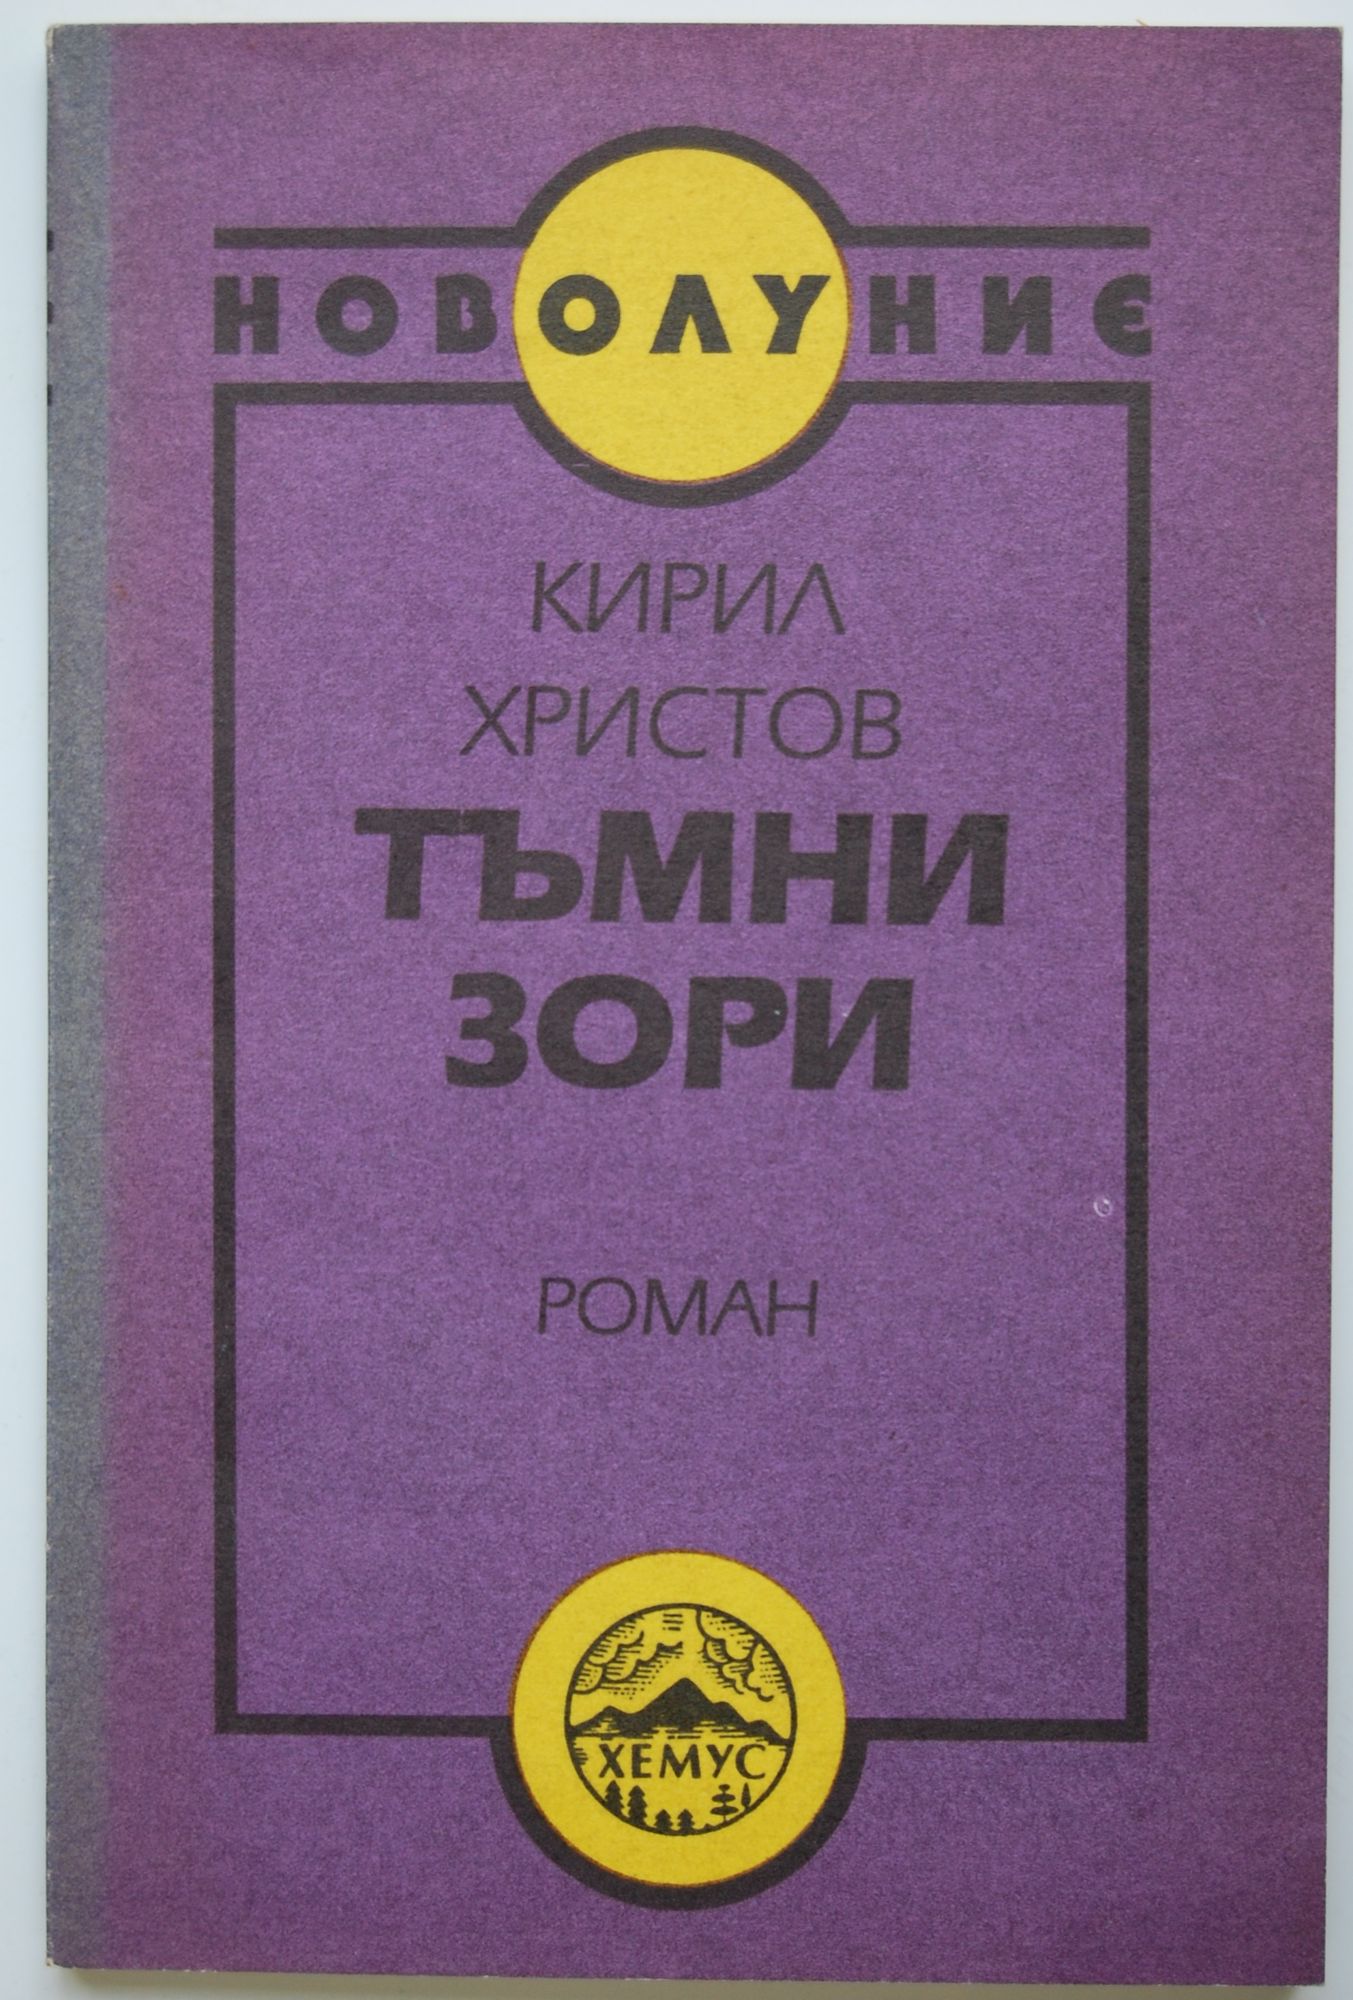 НОВОЛУНИЕ
КИРИЛ
ХРИСТОВ
ТЪМНИ
ЗОРИ
РОМАН
ХЕМУС